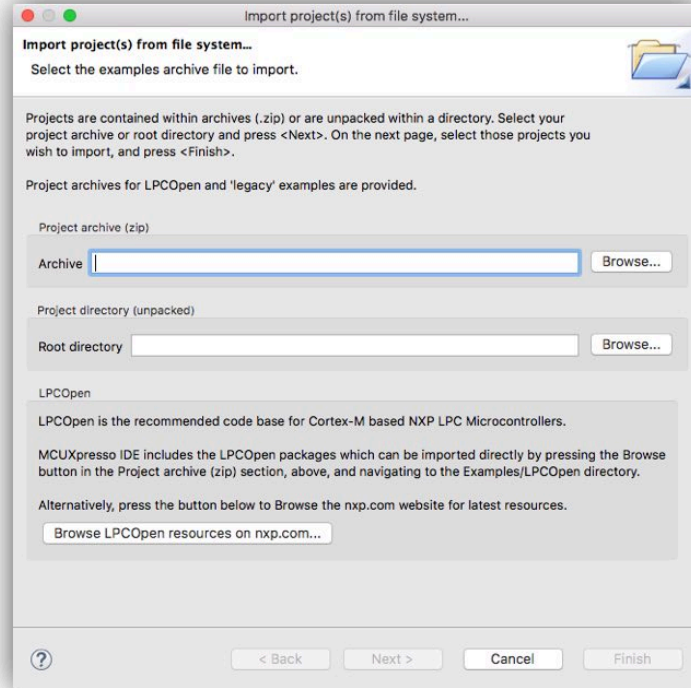 Import project(s) from file system...
Import project(s) from file system...
Select the examples archive file to import.
Projects are contained within archives (.zip) or are unpacked within a directory. Select your
project archive or root directory and press <Next>. On the next page, select those projects you
wish to import, and press <Finish>.
Project archives for LPCOpen and 'legacy' examples are provided.
Project archive (zip)
Archive Browse...
Project directory (unpacked)
Root directory Browse...
LPCOpen
LPCOpen is the recommended code base for Cortex-M based NXP LPC Microcontrollers.
MCUXpresso IDE includes the LPCOpen packages which can be imported directly by pressing the Browse
button in the Project archive (zip) section, above, and navigating to the Examples/LPCOpen directory.
Alternatively, press the button below to Browse the nxp.com website for latest resources.
Browse LPCOpen resources on nxp.com...
? < Back Next > Cancel Finish